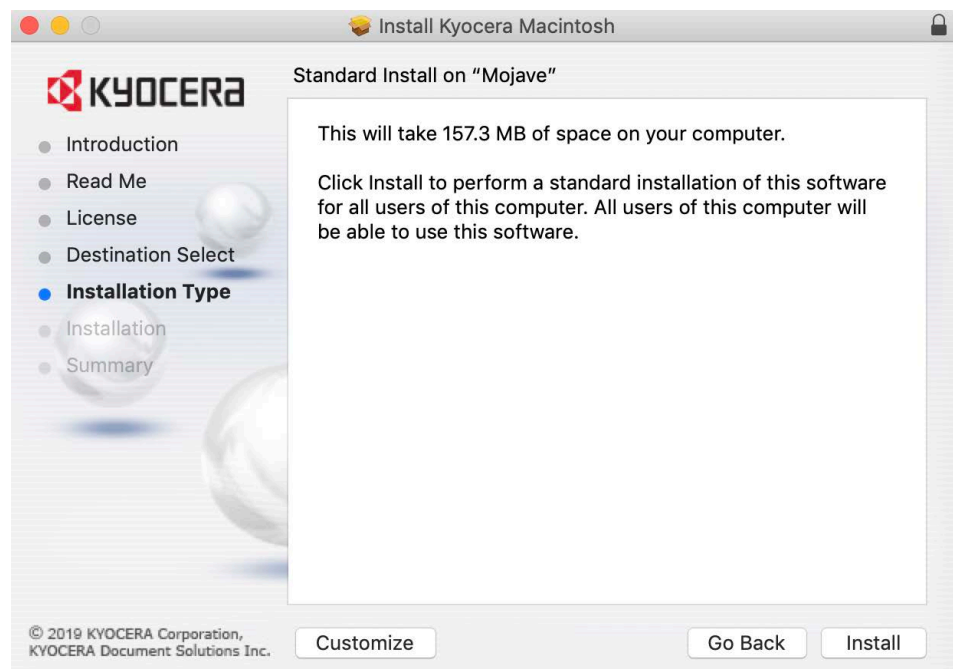 Install Kyocera Macintosh
KYOCERA
Standard Install on “Mojave”
Introduction
Read Me
License
Destination Select
Installation Type
Installation
Summary
This will take 157.3 MB of space on your computer.
Click Install to perform a standard installation of this software
for all users of this computer. All users of this computer will
be able to use this software.
© 2019 KYOCERA Corporation,
KYOCERA Document Solutions Inc.
Customize
Go Back
Install